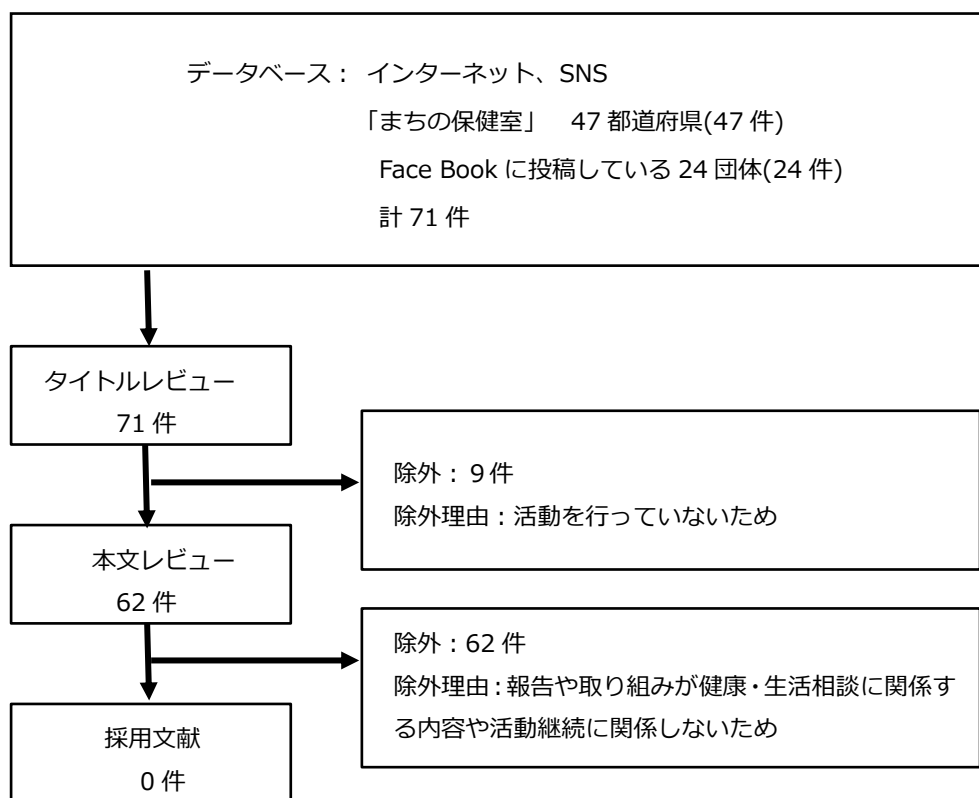 データベース： インターネット、SNS
「まちの保健室」　47 都道府県(47 件)
Face Book に投稿している 24 団体(24 件)
計 71 件
タイトルレビュー
71 件
除外：９件
除外理由：活動を行っていないため
本文レビュー
62 件
除外：62 件
除外理由：報告や取り組みが健康・生活相談に関係す
る内容や活動継続に関係しないため
採用文献
0 件